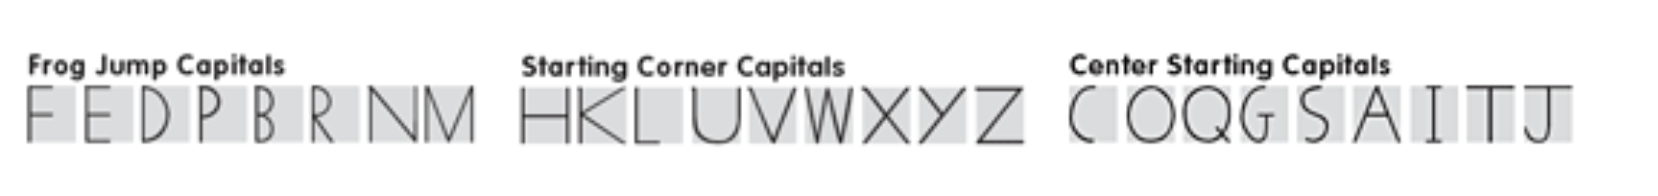 Frog Jump Capitals
F E D P B R N M
Starting Corner Capitals
H K L U V W X Y Z
Center Starting Capitals
C O Q G S A I T J